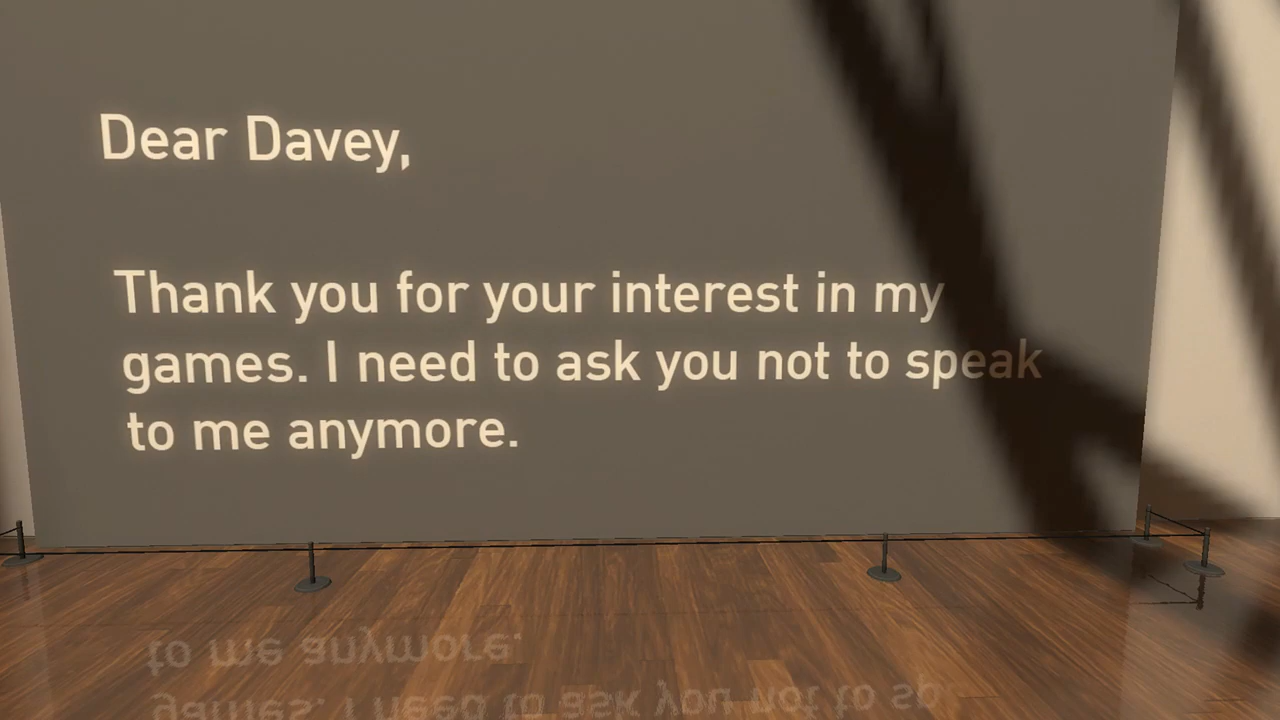 Dear Davey,
Thank you for your interest in my
games. I need to ask you not to speak
to me anymore.